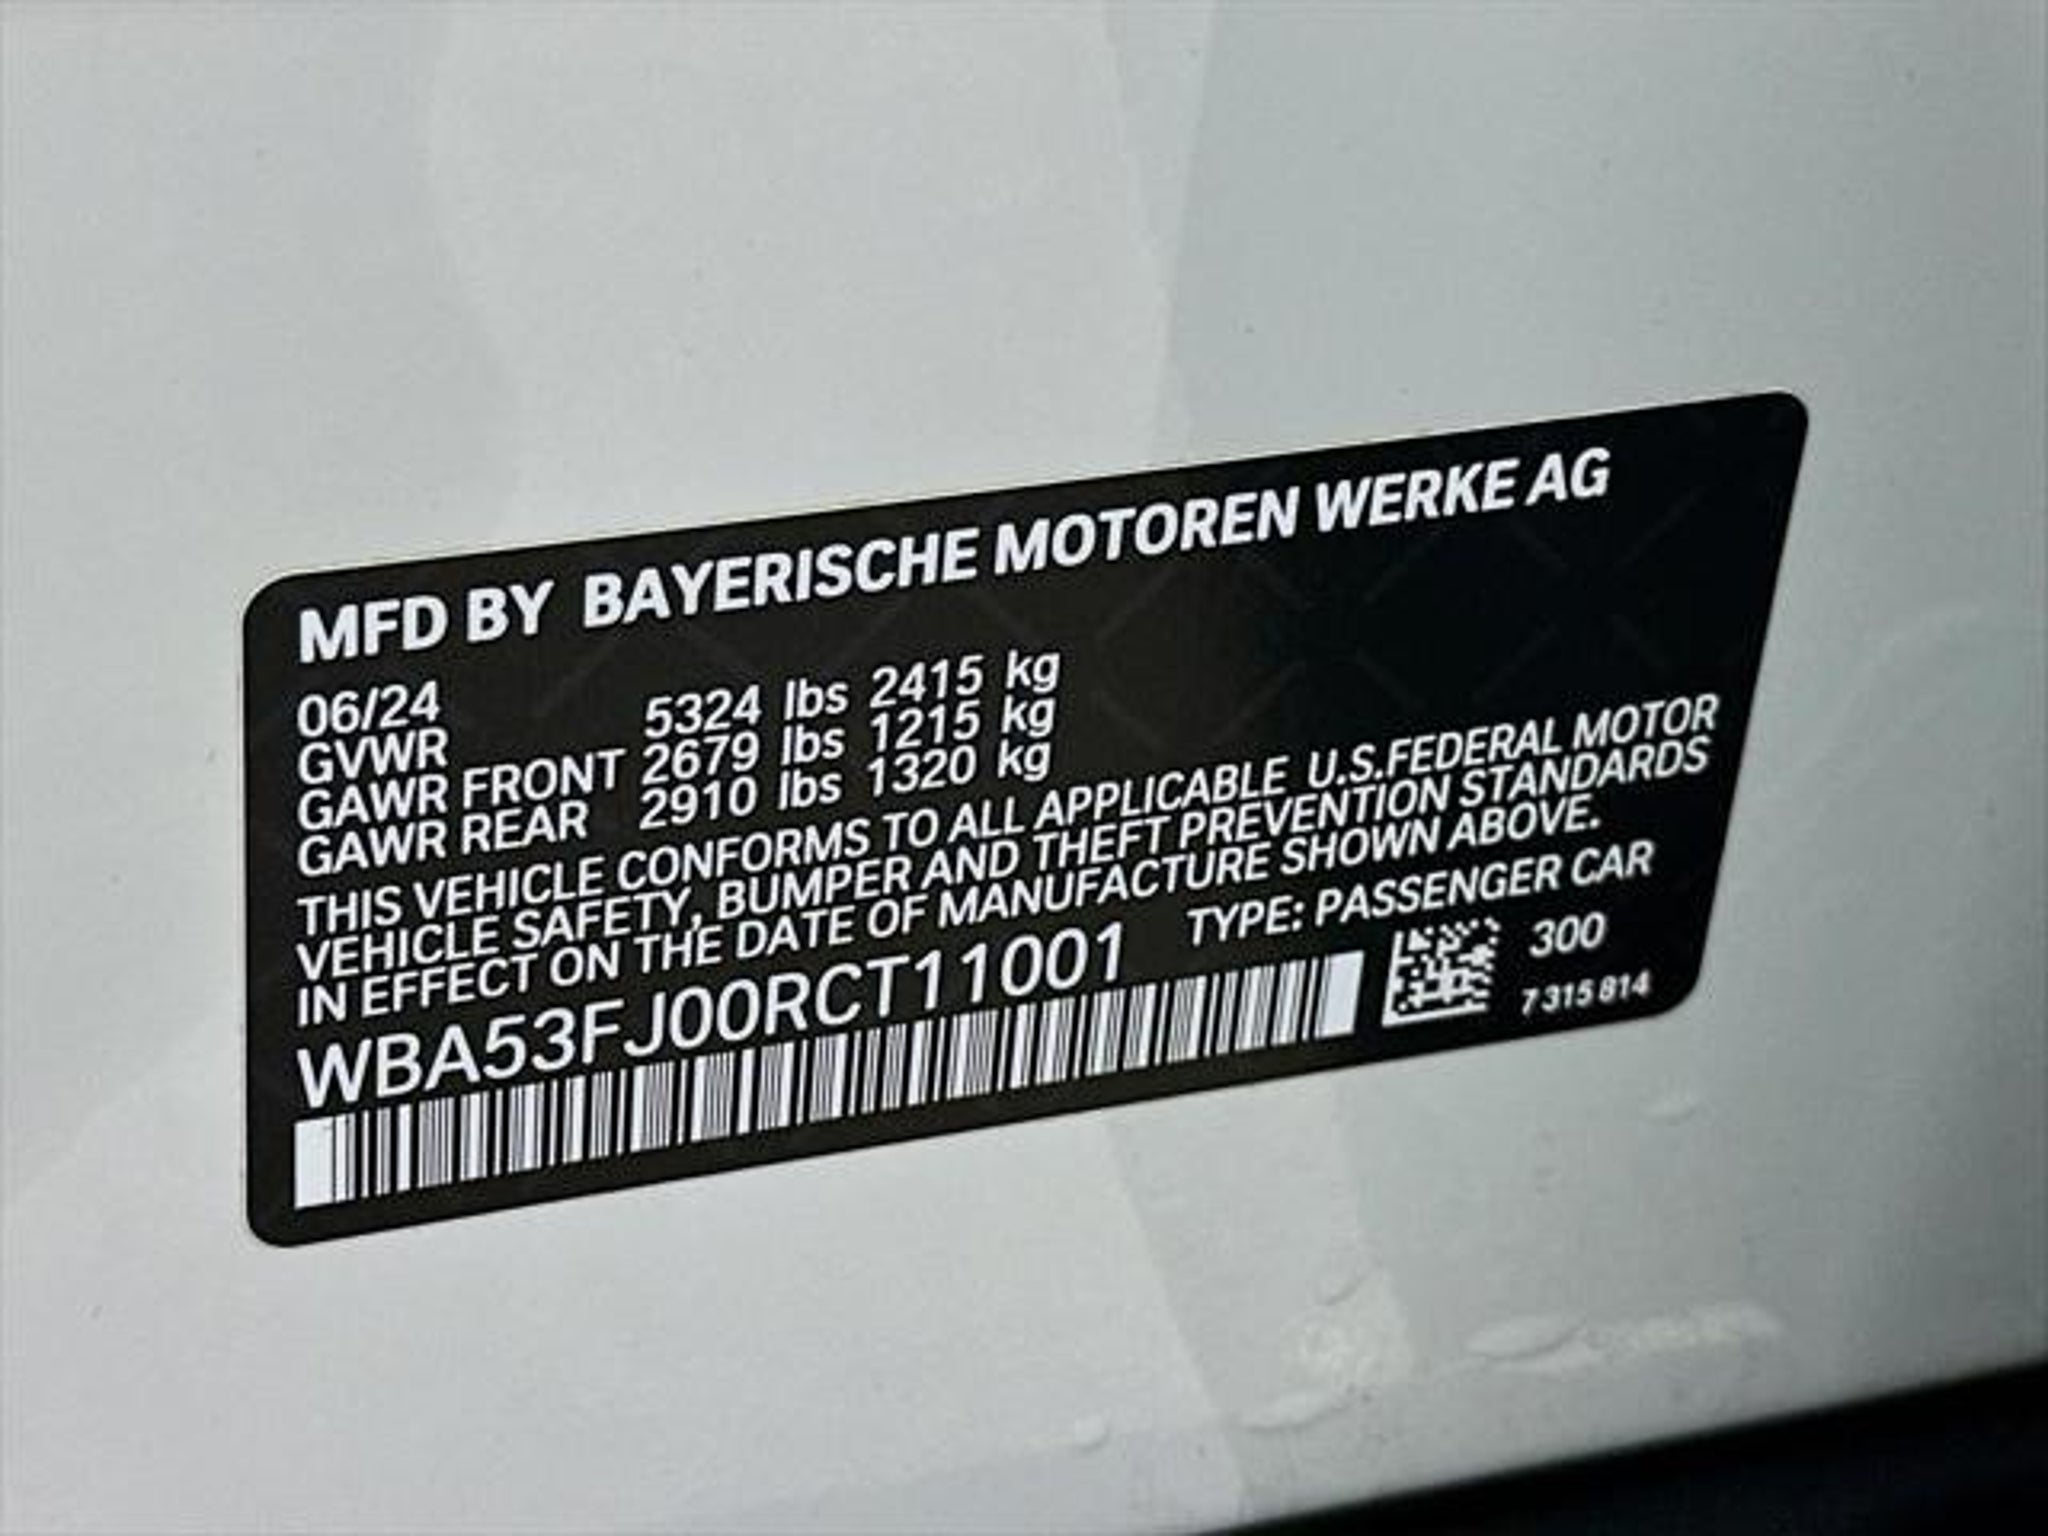 MFD BY BAYERISCHE MOTOREN WERKE AG
06/24
GVWR 5324 lbs 2415 kg
GAWR FRONT 2679 lbs 1215 kg
GAWR REAR 2910 lbs 1320 kg
THIS VEHICLE CONFORMS TO ALL APPLICABLE U.S.FEDERAL MOTOR
VEHICLE SAFETY, BUMPER AND THEFT PREVENTION STANDARDS
IN EFFECT ON THE DATE OF MANUFACTURE SHOWN ABOVE.
WBA53FJ00RCT11001 TYPE: PASSENGER CAR
300
7 315 814